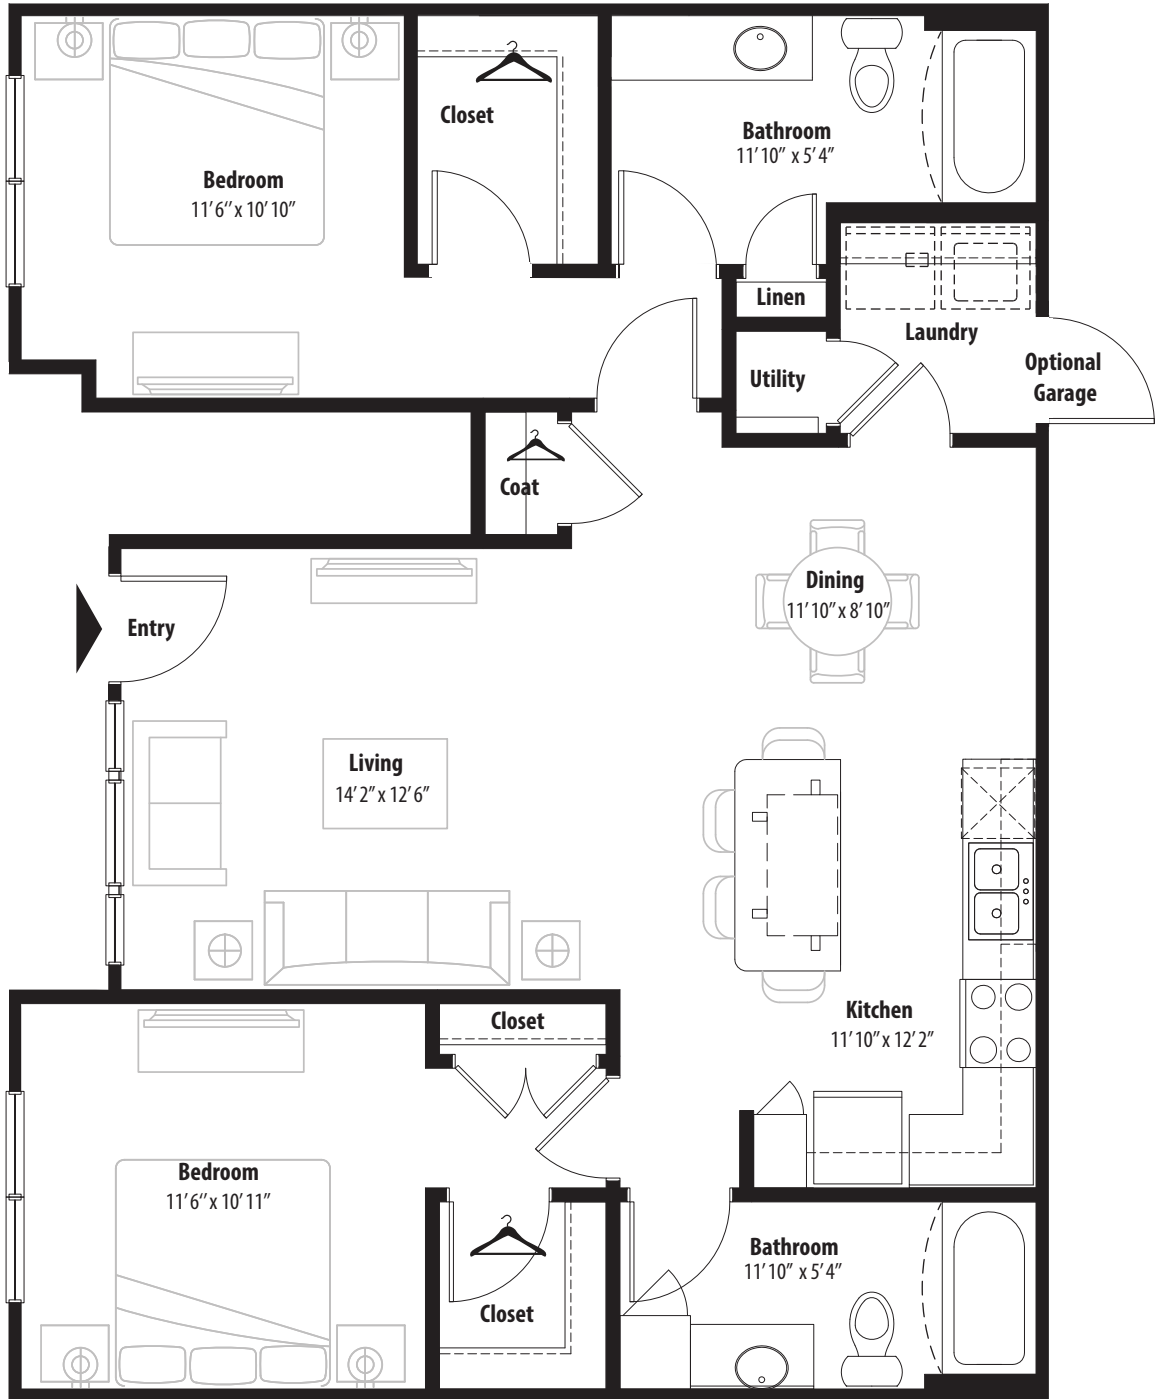 Closet
Bathroom
11’10” x 5’4”
Bedroom
11’6’’ x 10’10”
Linen
Laundry
Optional
Garage
Utility
Coat
Dining
11’10” x 8’10”
Entry
Living
14’2” x 12’6”
Kitchen
11’10” x 12’2”
Closet
Bedroom
11’6’’ x 10’11”
Bathroom
11’10” x 5’4”
Closet